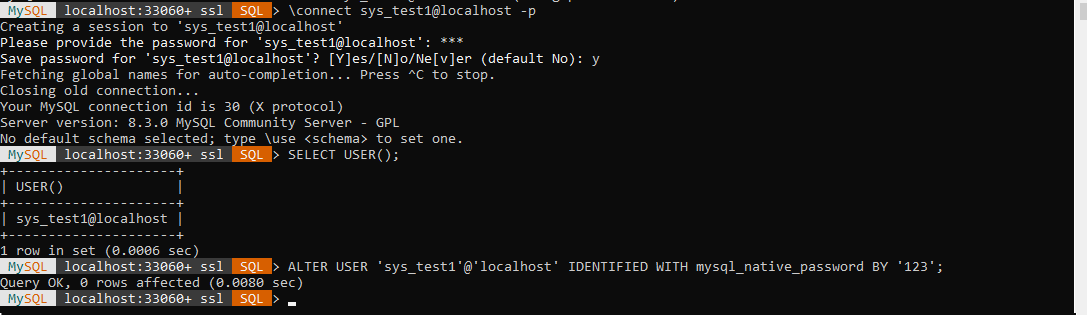 MySQL localhost:33060+ ssl SQL > \connect sys_test1@localhost -p
Creating a session to 'sys_test1@localhost'
Please provide the password for 'sys_test1@localhost': ***
Save password for 'sys_test1@localhost'? [Y]es/[N]o/Ne[v]er (default No): y
Fetching global names for auto-completion... Press ^C to stop.
Closing old connection...
Your MySQL connection id is 30 (X protocol)
Server version: 8.3.0 MySQL Community Server - GPL
No default schema selected; type \use <schema> to set one.
MySQL localhost:33060+ ssl SQL > SELECT USER();
+---------------------+
| USER()              |
+---------------------+
| sys_test1@localhost |
+---------------------+
1 row in set (0.0006 sec)
MySQL localhost:33060+ ssl SQL > ALTER USER 'sys_test1'@'localhost' IDENTIFIED WITH mysql_native_password BY '123';
Query OK, 0 rows affected (0.0080 sec)
MySQL localhost:33060+ ssl SQL >